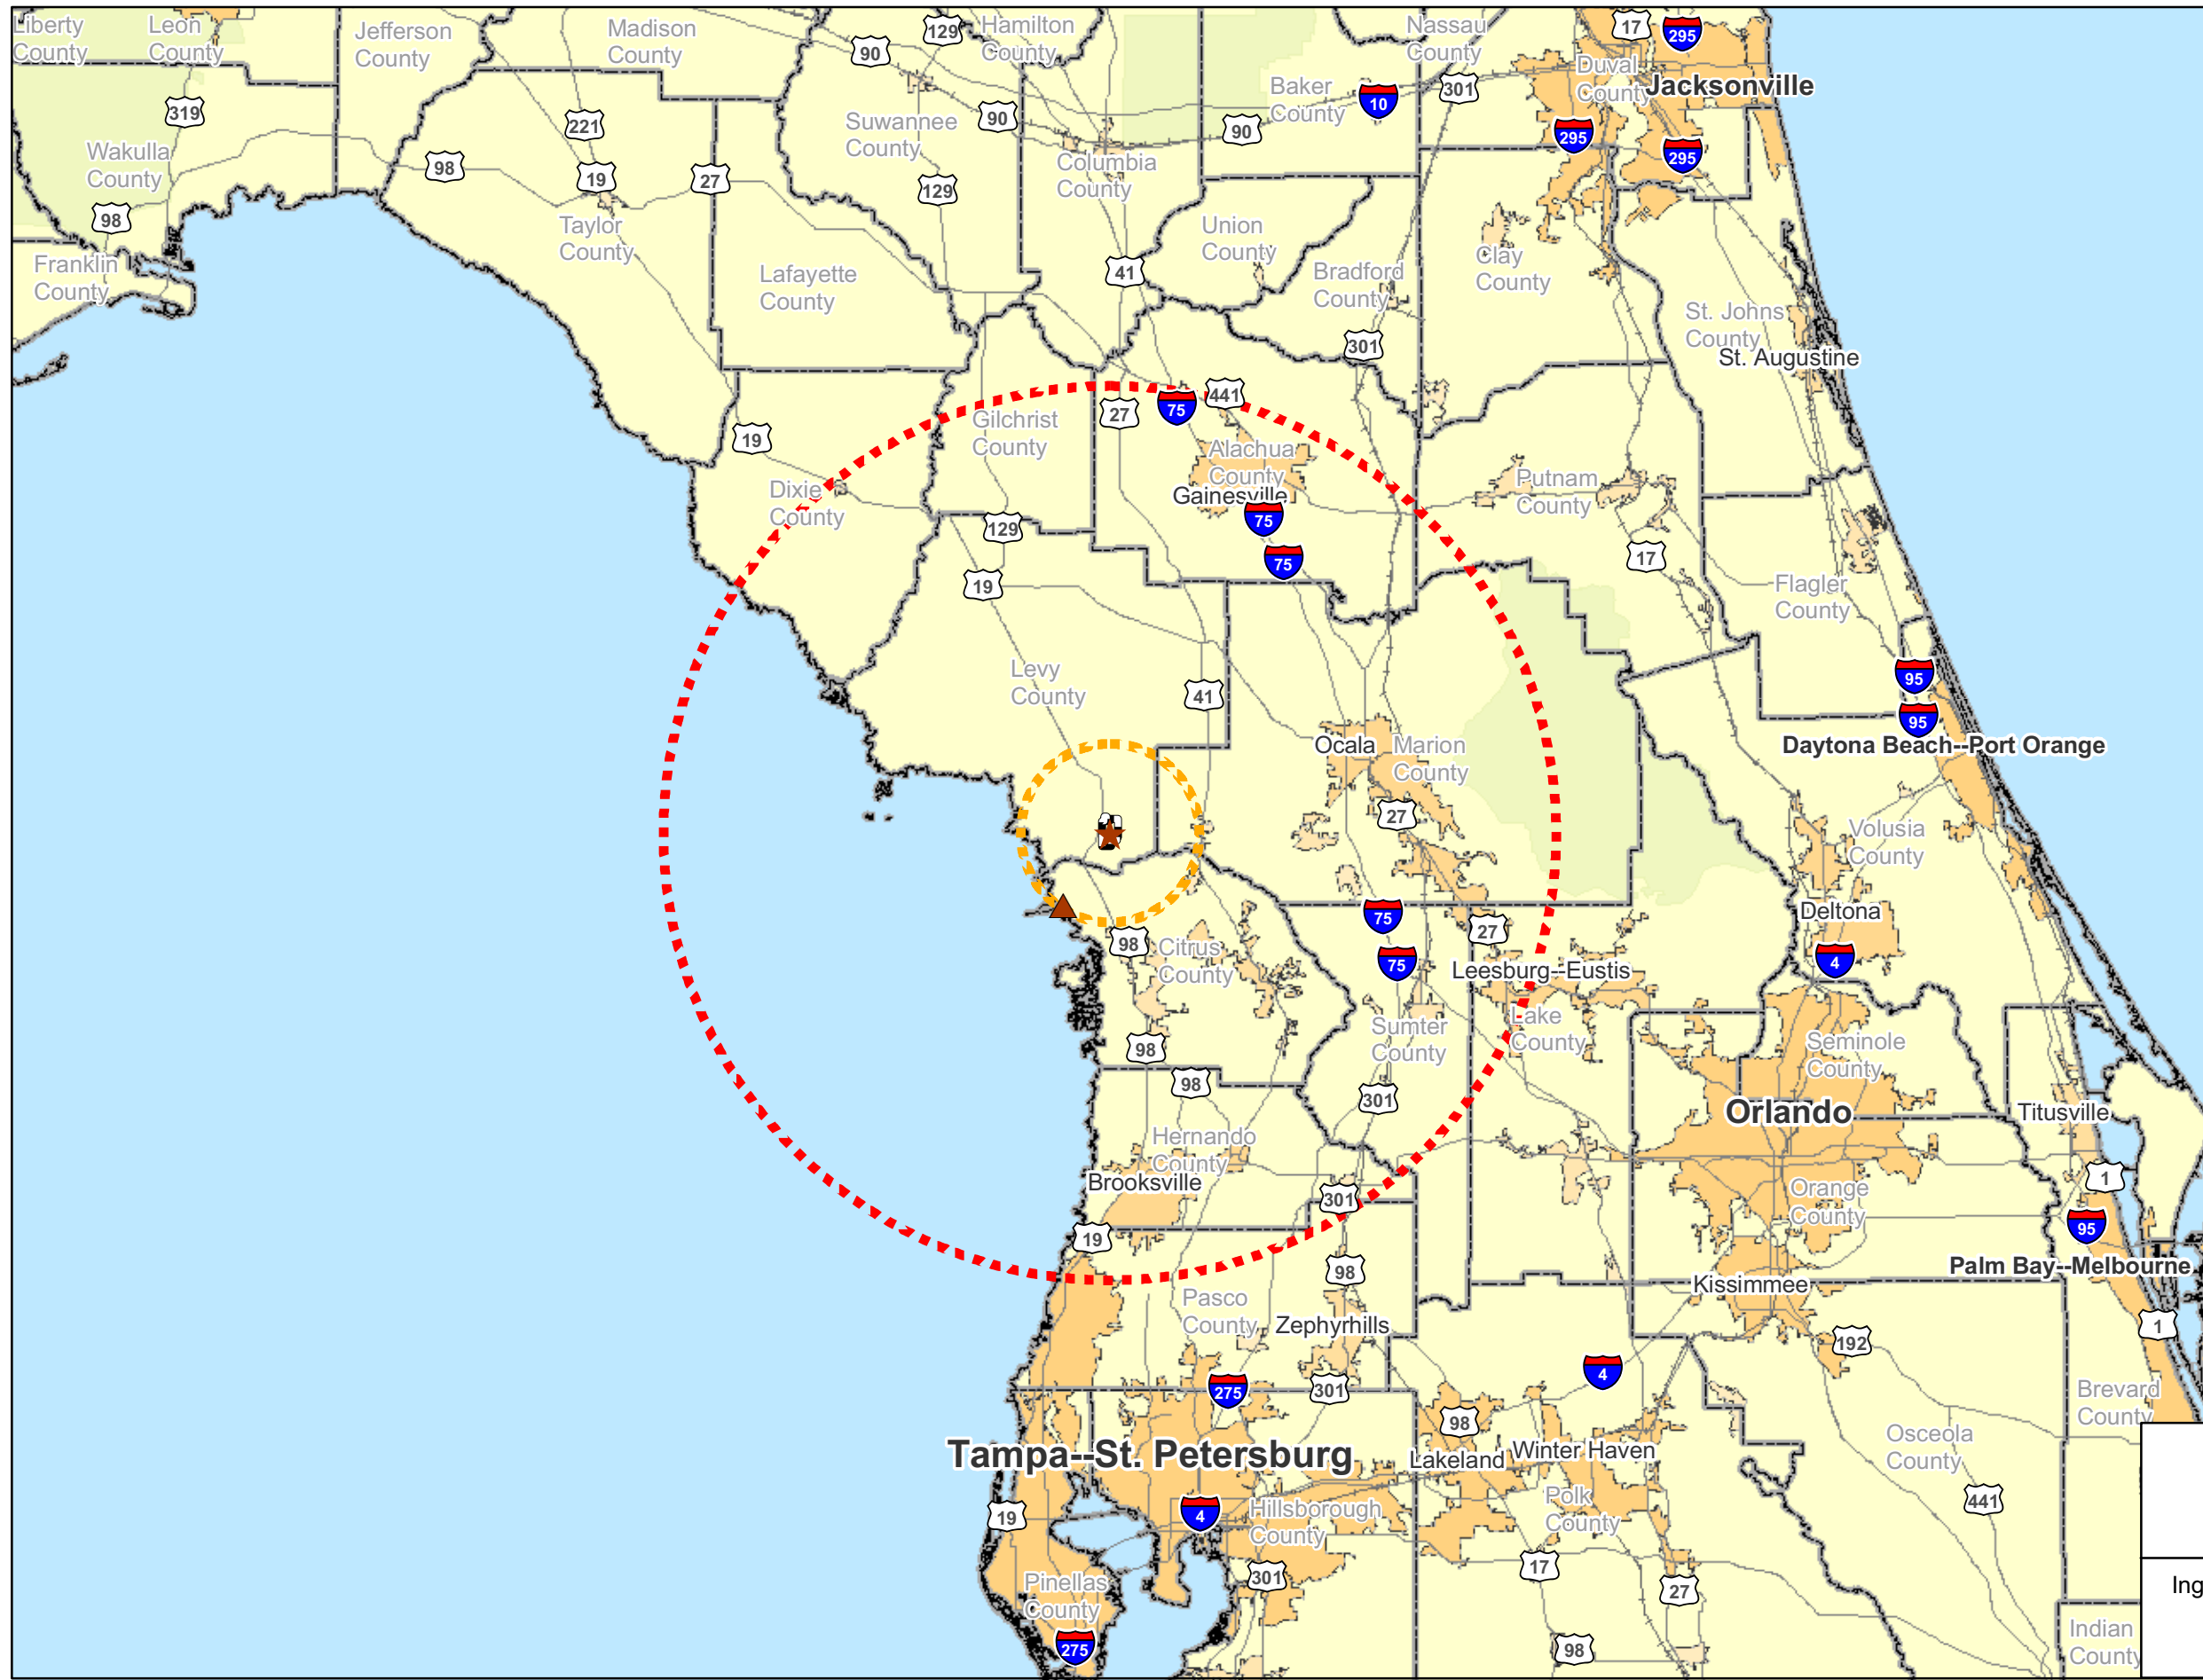 Liberty
County
Leon
County
Jefferson
County
Madison
County
129
Hamilton
County
Nassau
County
17
295
90
Duval
County
Jacksonville
Baker
County
10
301
319
221
Suwannee
County
90
90
295
295
Wakulla
County
98
19
27
129
Columbia
County
98
Taylor
County
Union
County
Clay
County
Franklin
County
Lafayette
County
41
Bradford
County
St. Johns
County
301
St. Augustine
441
75
27
Gilchrist
County
19
Alachua
County
Gainesville
Dixie
County
Putnam
County
129
75
75
17
19
Flagler
County
Levy
County
41
95
95
Ocala
Marion
County
Daytona Beach--Port Orange
27
Volusia
County
75
27
Deltona
98
Citrus
County
75
Leesburg--Eustis
4
Sumter
County
Lake
County
98
Seminole
County
98
301
Orlando
Titusville
Hernando
County
Brooksville
301
Orange
County
1
19
95
98
Palm Bay--Melbourne
Kissimmee
Pasco
County
Zephyrhills
1
192
4
275
301
Brevard
County
98
Tampa--St. Petersburg
Lakeland
Winter Haven
Osceola
County
19
4
Hillsborough
County
Polk
County
441
301
17
27
Pinellas
County
Ing
275
98
Indian
County